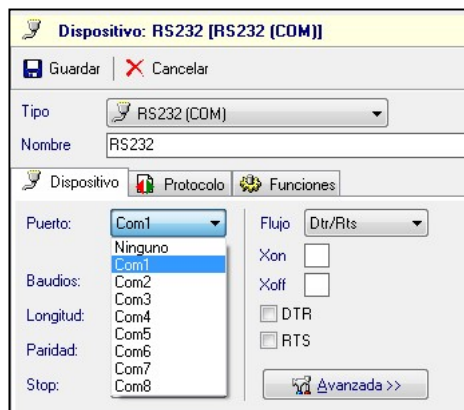 Dispositivo: RS232 [RS232 (COM)]
Guardar Cancelar
Tipo RS232 (COM)
Nombre RS232
Dispositivo Protocolo Funciones
Puerto: Com1 Flujo Dtr/Rts
Ninguno
Com1 Xon
Baudios: Com2 Xoff
Com3
Longitud: Com4 DTR
Com5
Paridad: Com6 RTS
Com7
Stop: Com8 Avanzada >>